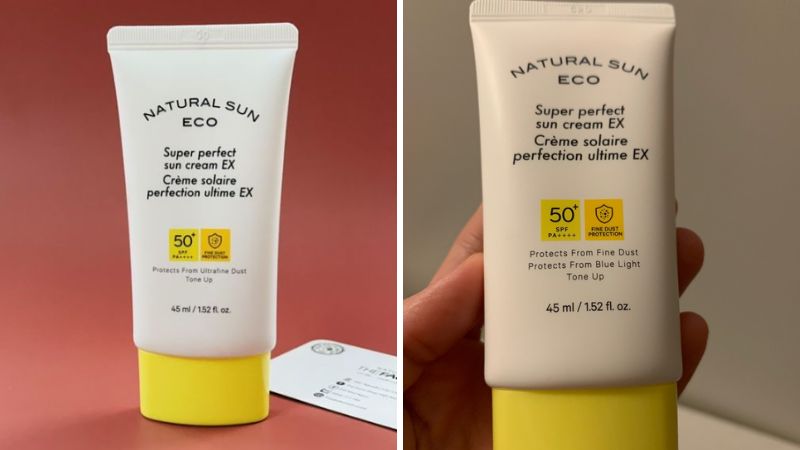 NATURAL SUN
ECO
Super perfect
sun cream EX
Crème solaire
perfection ultime EX
50+
SPF
PA++++
FINE DUST
PROTECTION
Protects From Ultrafine Dust
Tone Up
45 ml / 1.52 fl. oz.
NATURAL SUN
ECO
Super perfect
sun cream EX
Crème solaire
perfection ultime EX
50+
SPF
PA++++
FINE DUST
PROTECTION
Protects From Fine Dust
Protects From Blue Light
Tone Up
45 ml / 1.52 fl. oz.